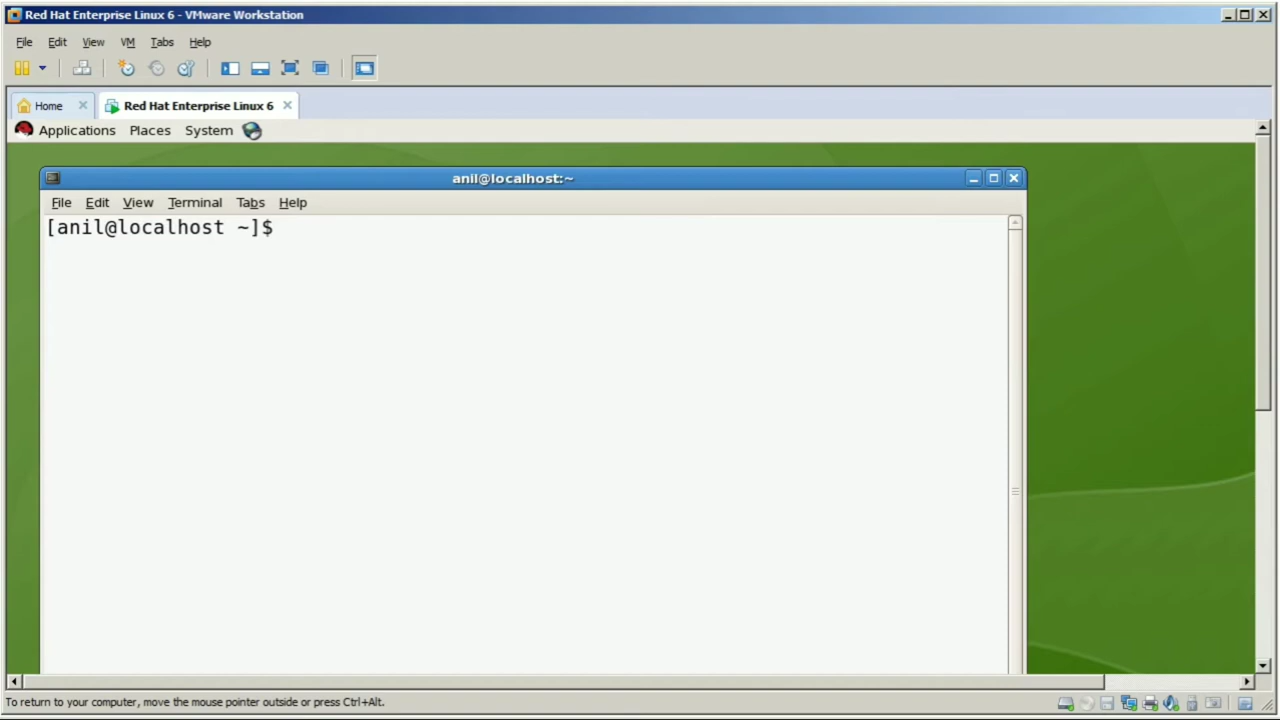 Red Hat Enterprise Linux 6 - VMware Workstation
File Edit View VM Tabs Help
Home Red Hat Enterprise Linux 6
Applications Places System
anil@localhost:~
File Edit View Terminal Tabs Help
[anil@localhost ~]$
To return to your computer, move the mouse pointer outside or press Ctrl+Alt.